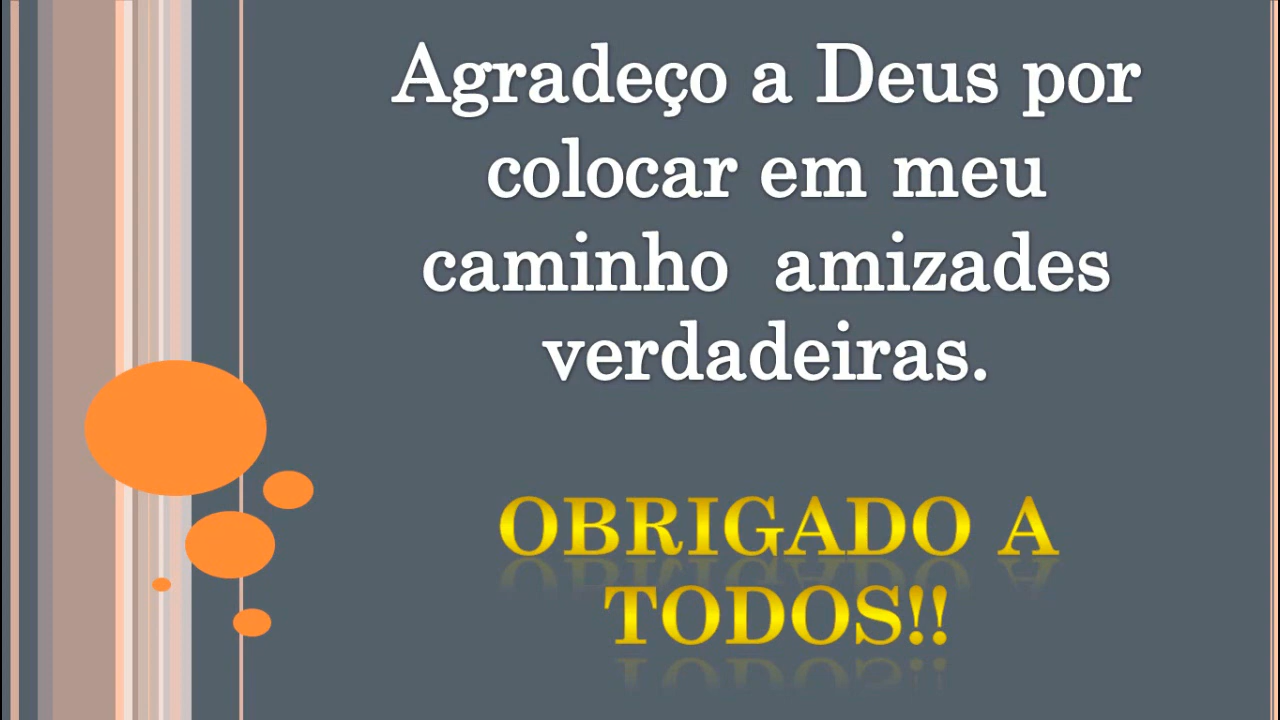 Agradeço a Deus por
colocar em meu
caminho  amizades
verdadeiras.
OBRIGADO A
TODOS!!